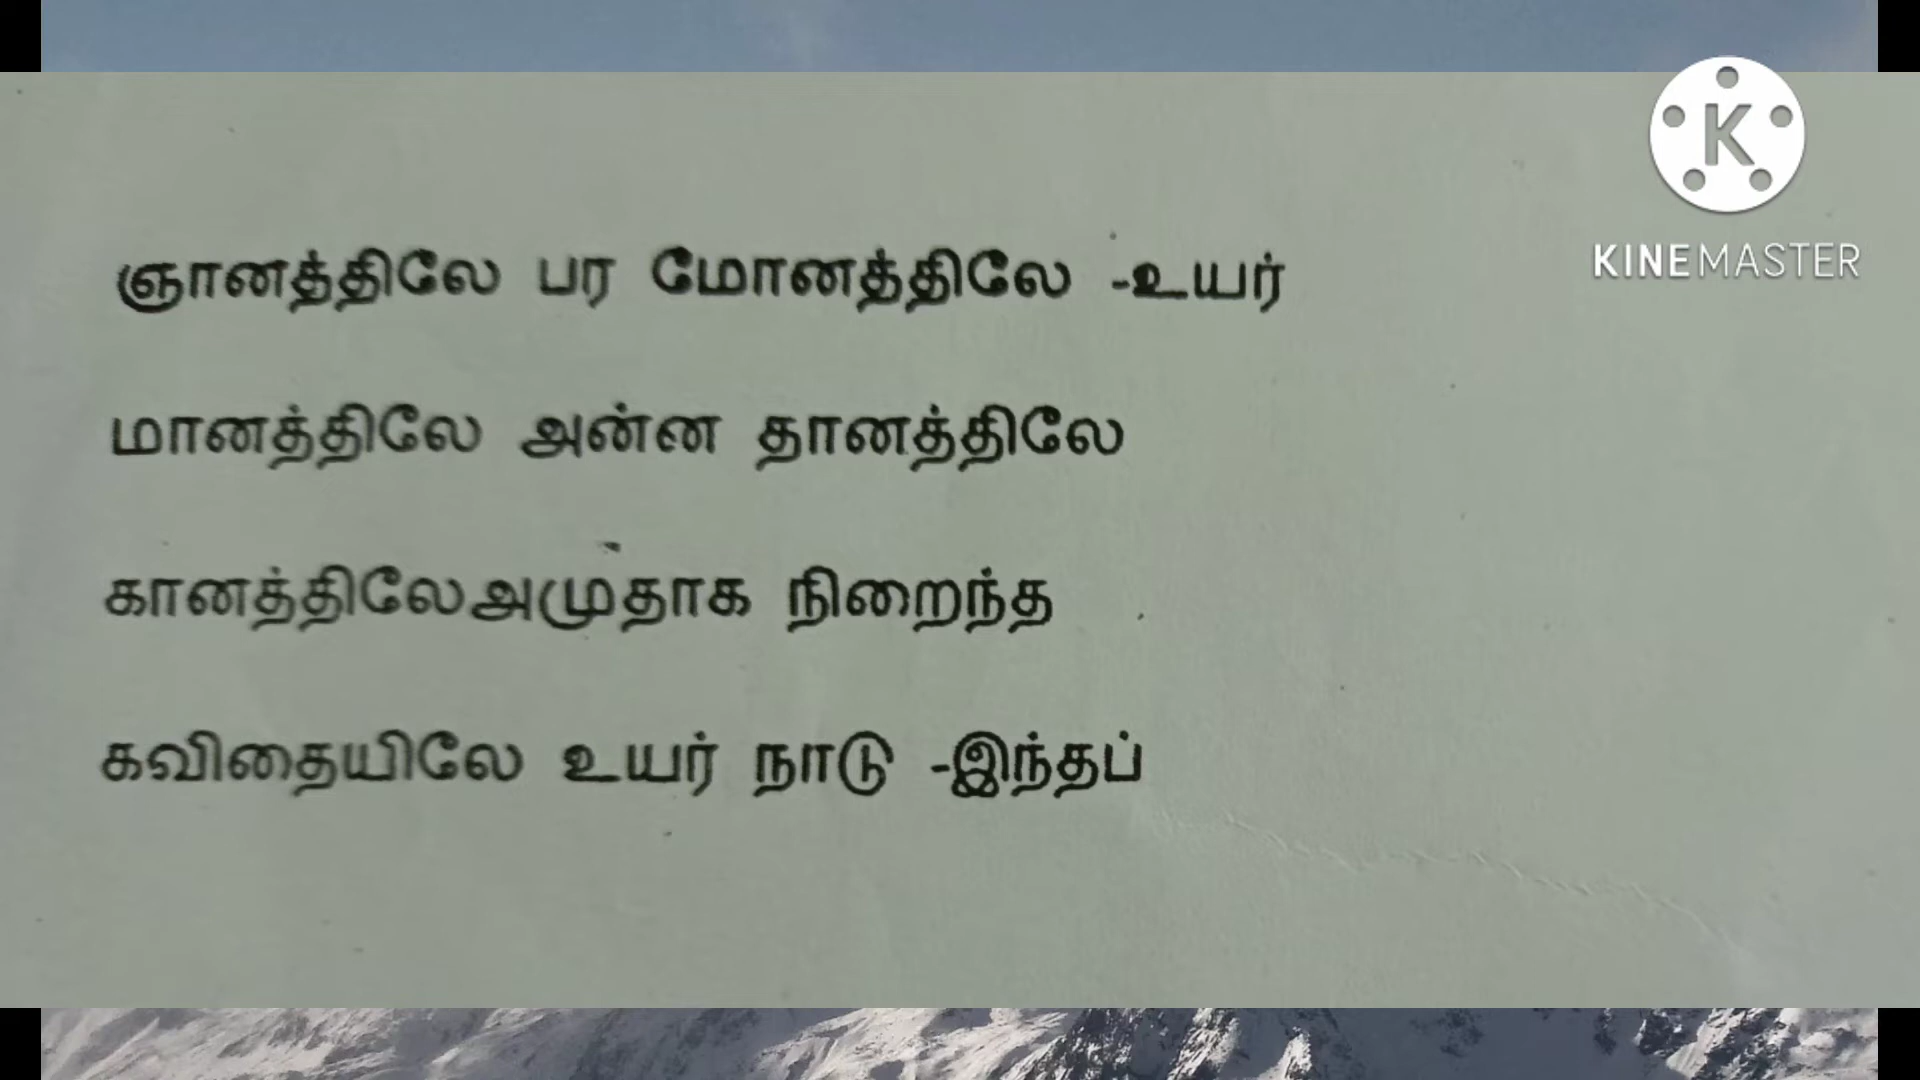 ஞானத்திலே பர மோனத்திலே -உயர்
மானத்திலே அன்ன தானத்திலே
கானத்திலேஅமுதாக நிறைந்த
கவிதையிலே உயர் நாடு -இந்தப்
KINEMASTER